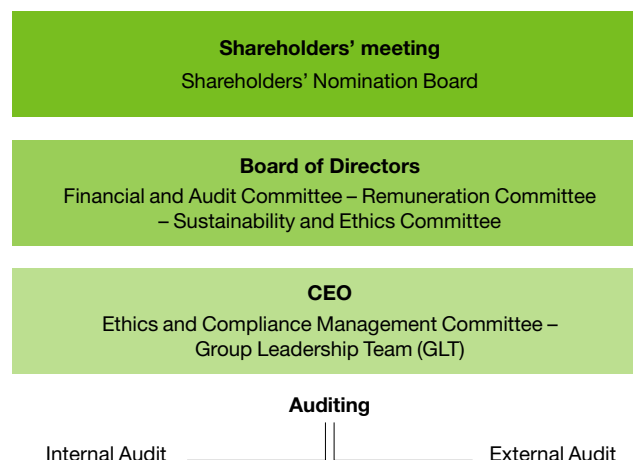 Shareholders’ meeting
Shareholders’ Nomination Board
Board of Directors
Financial and Audit Committee – Remuneration Committee
– Sustainability and Ethics Committee
CEO
Ethics and Compliance Management Committee –
Group Leadership Team (GLT)
Auditing
Internal Audit
External Audit